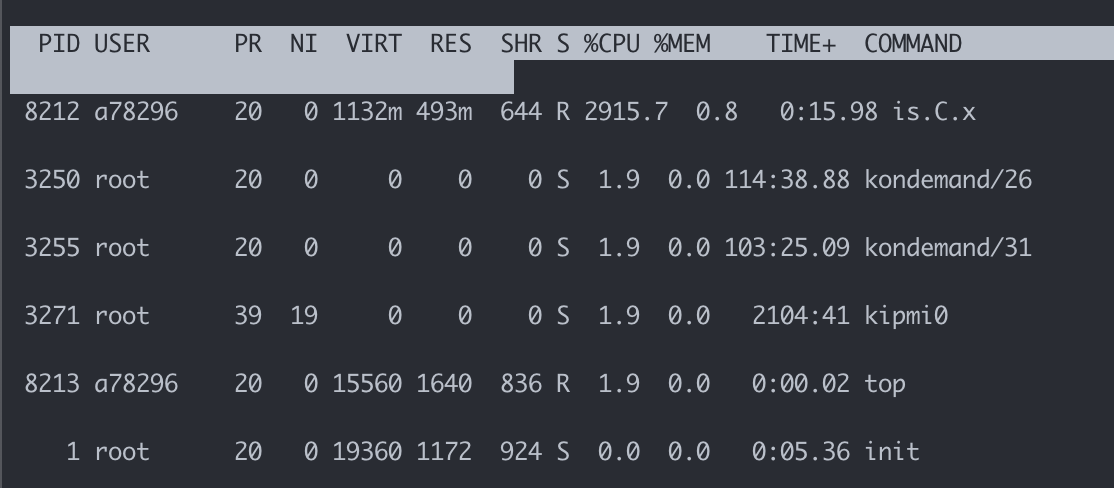 PID USER PR NI VIRT RES SHR S %CPU %MEM TIME+ COMMAND
8212 a78296 20 0 1132m 493m 644 R 2915.7 0.8 0:15.98 is.C.x
3250 root 20 0 0 0 0 S 1.9 0.0 114:38.88 kondemand/26
3255 root 20 0 0 0 0 S 1.9 0.0 103:25.09 kondemand/31
3271 root 39 19 0 0 0 S 1.9 0.0 2104:41 kipmi0
8213 a78296 20 0 15560 1640 836 R 1.9 0.0 0:00.02 top
1 root 20 0 19360 1172 924 S 0.0 0.0 0:05.36 init